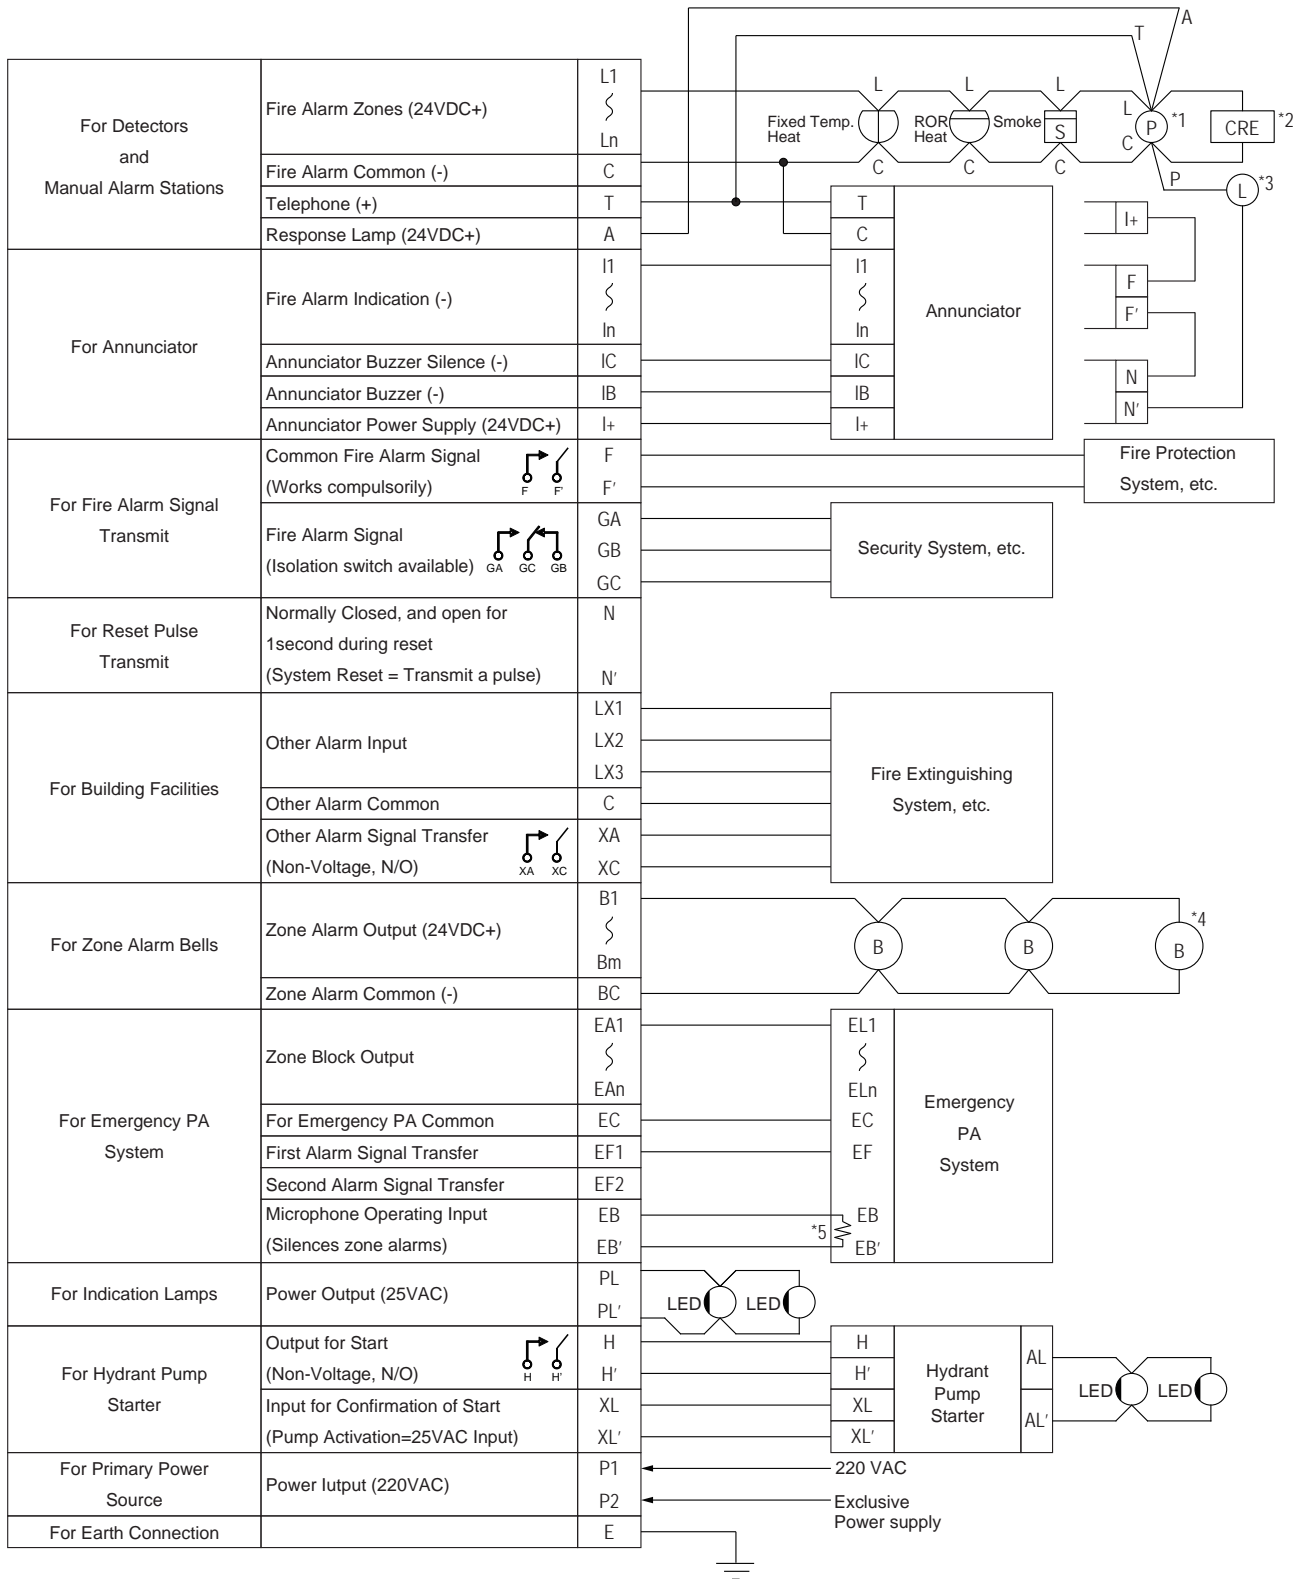 A
T
For Detectors
and
Manual Alarm Stations
Fire Alarm Zones (24VDC+)
L1
Ln
Fire Alarm Common (-)
C
Telephone (+)
T
Response Lamp (24VDC+)
A
Fixed Temp.
Heat
L
C
ROR
Heat
L
C
Smoke
L
S
C
L
C
P
*1
CRE
*2
P
L
*3
T
C
I1
In
IC
IB
I+
Annunciator
I+
F
F′
N
N′
For Annunciator
Fire Alarm Indication (-)
I1
In
Annunciator Buzzer Silence (-)
IC
Annunciator Buzzer (-)
IB
Annunciator Power Supply (24VDC+)
I+
For Fire Alarm Signal
Transmit
Common Fire Alarm Signal
(Works compulsorily)
F
F'
F
F′
Fire Protection
System, etc.
Fire Alarm Signal
(Isolation switch available)
GA
GC
GB
GA
GB
GC
Security System, etc.
For Reset Pulse
Transmit
Normally Closed, and open for
1second during reset
(System Reset = Transmit a pulse)
N
N′
For Building Facilities
Other Alarm Input
LX1
LX2
LX3
Other Alarm Common
C
Other Alarm Signal Transfer
(Non-Voltage, N/O)
XA
XC
XA
XC
Fire Extinguishing
System, etc.
For Zone Alarm Bells
Zone Alarm Output (24VDC+)
B1
Bm
Zone Alarm Common (-)
BC
B
B
B
*4
For Emergency PA
System
Zone Block Output
EA1
EAn
For Emergency PA Common
EC
First Alarm Signal Transfer
EF1
Second Alarm Signal Transfer
EF2
Microphone Operating Input
(Silences zone alarms)
EB
EB′
*5
EL1
ELn
EC
EF
EB
EB′
Emergency
PA
System
For Indication Lamps
Power Output (25VAC)
PL
PL′
LED
LED
For Hydrant Pump
Starter
Output for Start
(Non-Voltage, N/O)
H
H'
H
H′
Input for Confirmation of Start
(Pump Activation=25VAC Input)
XL
XL′
H
H′
XL
XL′
Hydrant
Pump
Starter
AL
AL′
LED
LED
For Primary Power
Source
Power Iutput (220VAC)
P1
P2
220 VAC
Exclusive
Power supply
For Earth Connection
E